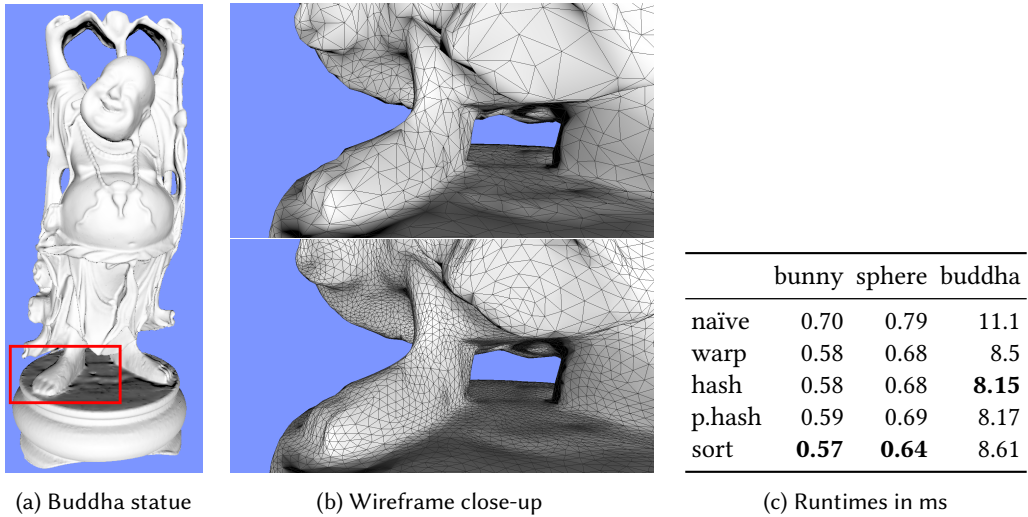 bunny sphere buddha
naïve 0.70 0.79 11.1
warp 0.58 0.68 8.5
hash 0.58 0.68 8.15
p.hash 0.59 0.69 8.17
sort 0.57 0.64 8.61
(a) Buddha statue
(b) Wireframe close-up
(c) Runtimes in ms